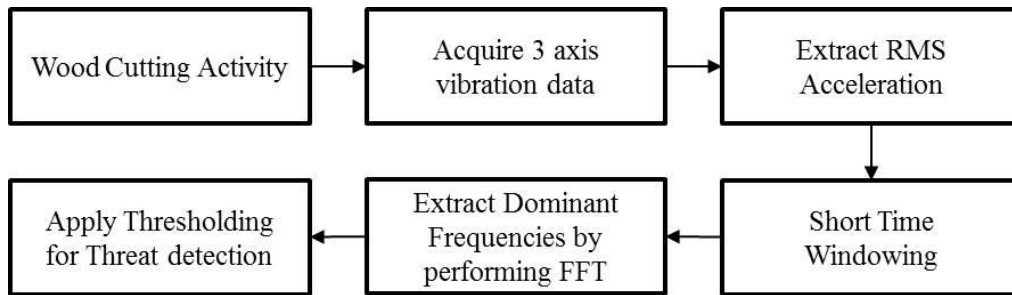 Wood Cutting Activity
Acquire 3 axis
vibration data
Extract RMS
Acceleration
Short Time
Windowing
Extract Dominant
Frequencies by
performing FFT
Apply Thresholding
for Threat detection